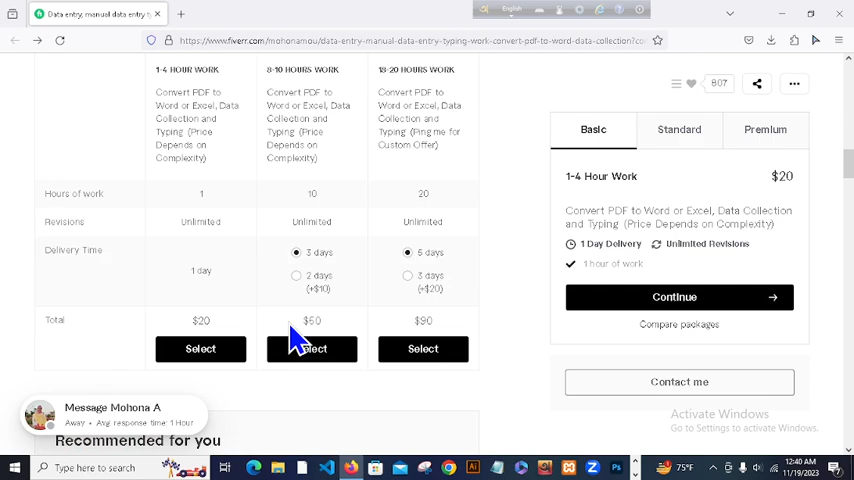 Data entry, manual data entry ty
English
https://www.fiverr.com/mohonamou/data-entry-manual-data-entry-typing-work-convert-pdf-to-word-data-collection?co
1-4 HOUR WORK
8-10 HOURS WORK
18-20 HOURS WORK
Convert PDF to
Word or Excel, Data
Collection and
Typing (Price
Depends on
Complexity)
Convert PDF to
Word or Excel, Data
Collection and
Typing (Price
Depends on
Complexity)
Convert PDF to
Word or Excel, Data
Collection and
Typing (Ping me for
Custom Offer)
Hours of work
1
10
20
Revisions
Unlimited
Unlimited
Unlimited
Delivery Time
1 day
3 days
2 days
(+$10)
5 days
3 days
(+$20)
Total
$20
$60
$90
Select
Select
Select
Message Mohona A
Away • Avg. response time: 1 Hour
Recommended for you
807
Basic
Standard
Premium
1-4 Hour Work
$20
Convert PDF to Word or Excel, Data Collection
and Typing (Price Depends on Complexity)
1 Day Delivery
Unlimited Revisions
1 hour of work
Continue
Compare packages
Contact me
Activate Windows
Go to Settings to activate Windows.
Type here to search
75°F
12:40 AM
11/19/2023